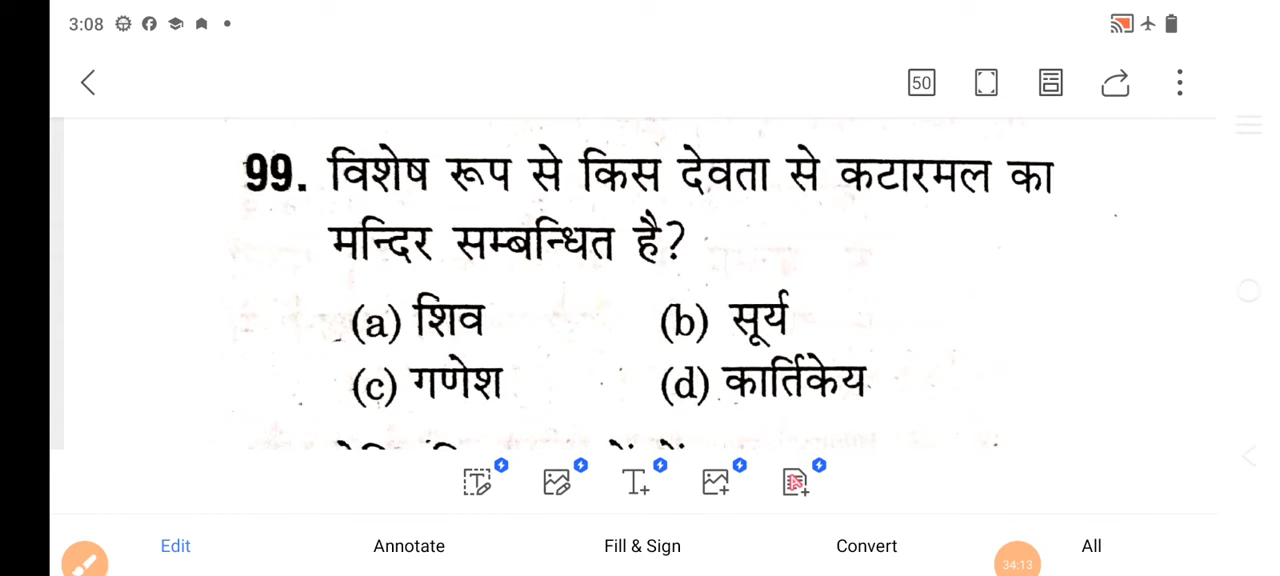 3:08
50
99. विशेष रूप से किस देवता से कटारमल का
मन्दिर सम्बन्धित है?
(a) शिव (b) सूर्य
(c) गणेश (d) कार्तिकेय
Edit Annotate Fill & Sign Convert All
34:13